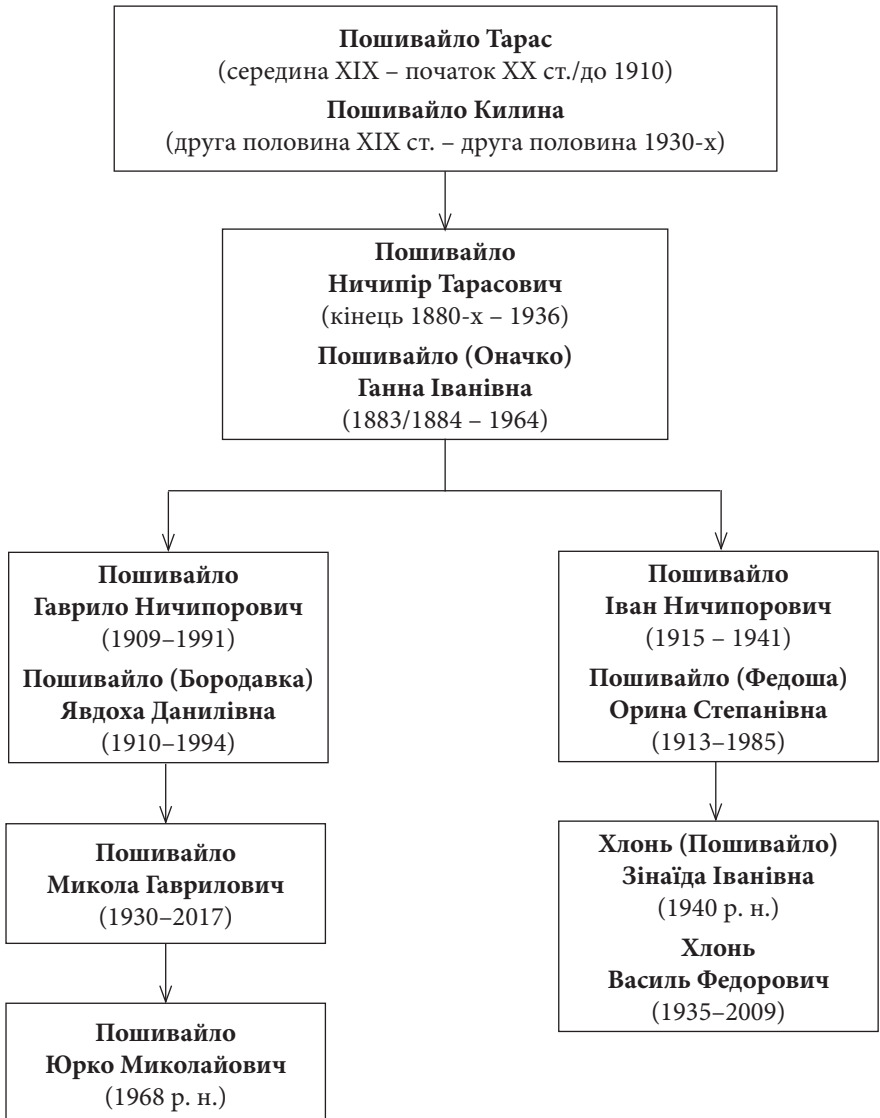 Пошивайло Тарас
(середина XIX – початок XX ст./до 1910)
Пошивайло Килина
(друга половина XIX ст. – друга половина 1930-х)
Пошивайло
Ничипір Тарасович
(кінець 1880-х – 1936)
Пошивайло (Оначко)
Ганна Іванівна
(1883/1884 – 1964)
Пошивайло
Гаврило Ничипорович
(1909–1991)
Пошивайло (Бородавка)
Явдоха Данилівна
(1910–1994)
Пошивайло
Іван Ничипорович
(1915 – 1941)
Пошивайло (Федоша)
Орина Степанівна
(1913–1985)
Пошивайло
Микола Гаврилович
(1930–2017)
Хлонь (Пошивайло)
Зінаїда Іванівна
(1940 р. н.)
Хлонь
Василь Федорович
(1935–2009)
Пошивайло
Юрко Миколайович
(1968 р. н.)